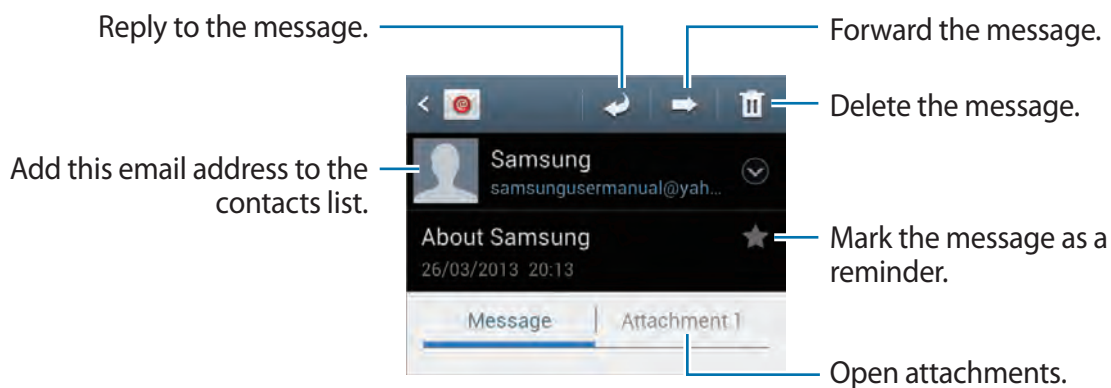 Reply to the message.
Forward the message.
Delete the message.
Samsung
samsungusermanual@yah...
Add this email address to the
contacts list.
About Samsung
26/03/2013 20:13
Mark the message as a
reminder.
Message
Attachment 1
Open attachments.